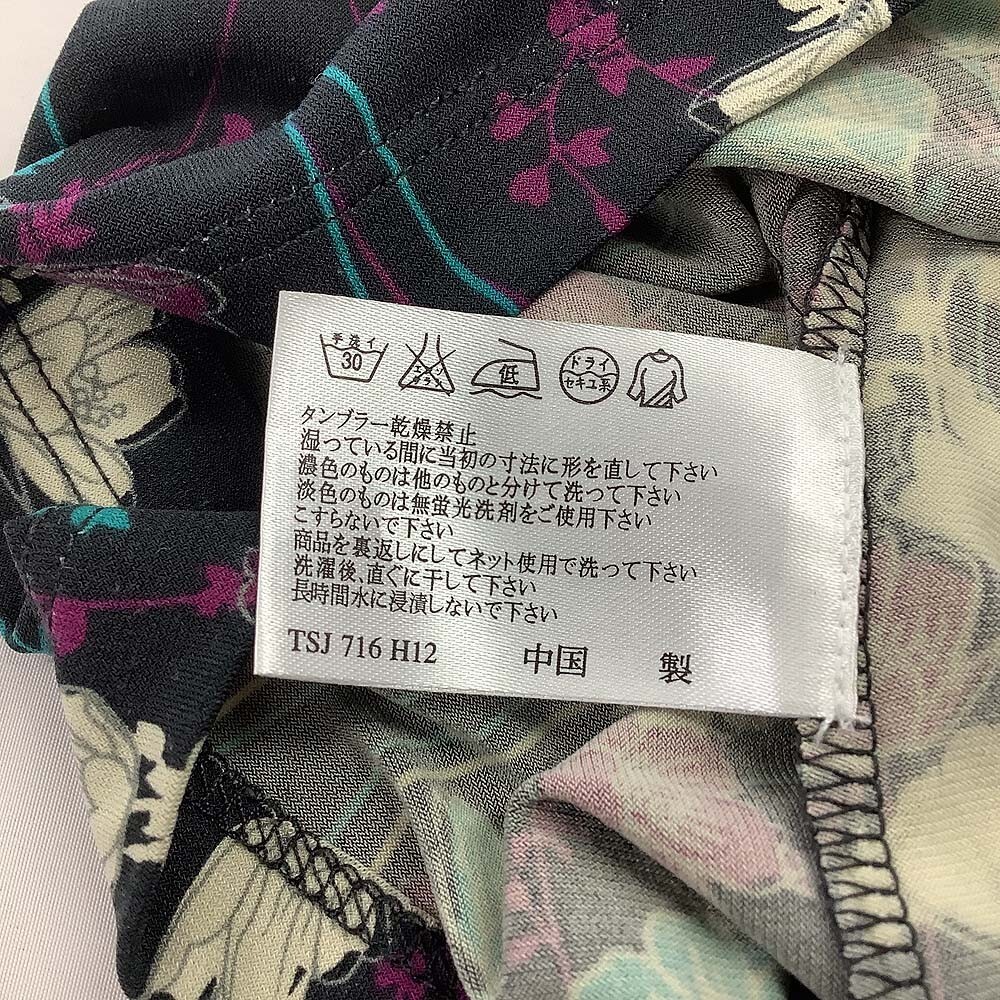 手洗イ
30
エンソ
サラシ
低
ドライ
セキユ系
タンブラー乾燥禁止
湿っている間に当初の寸法に形を直して下さい
濃色のものは他のものと分けて洗って下さい
淡色のものは無蛍光洗剤をご使用下さい
こすらないで下さい
商品を裏返しにしてネット使用で洗って下さい
洗濯後、直ぐに干して下さい
長時間水に浸漬しないで下さい
TSJ 716 H12 中国 製